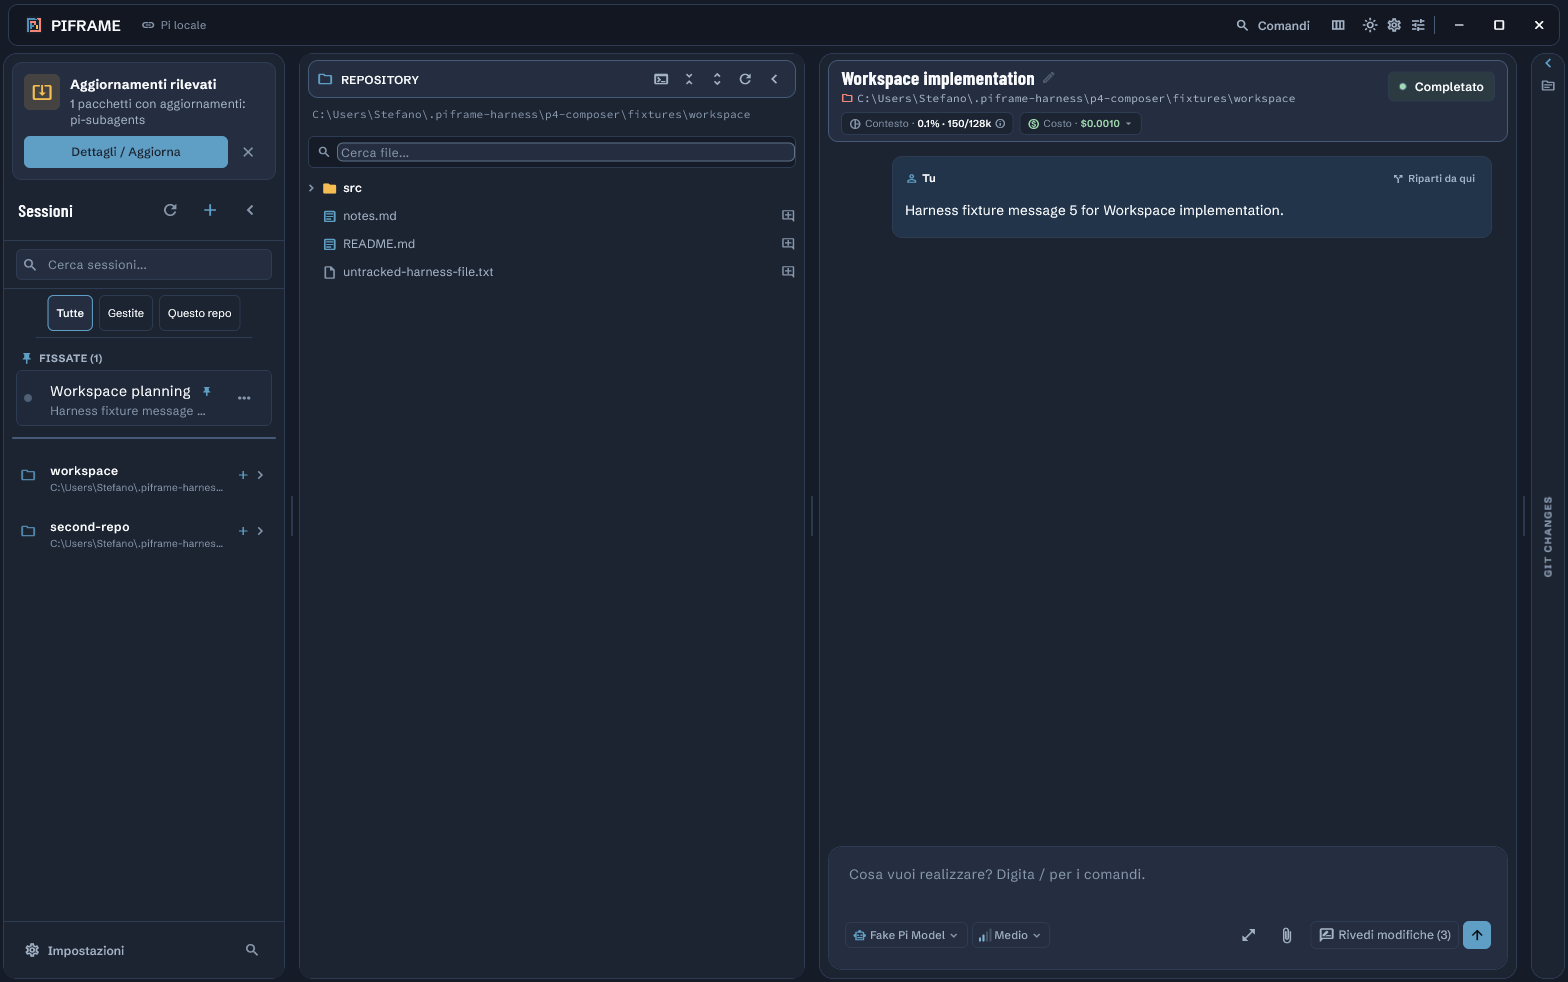 PIFRAME
Pi locale
Comandi
Aggiornamenti rilevati
1 pacchetti con aggiornamenti:
pi-subagents
Dettagli / Aggiorna
Sessioni
Cerca sessioni...
Tutte
Gestite
Questo repo
FISSATE (1)
Workspace planning
Harness fixture message ...
workspace
C:\Users\Stefano\.piframe-harnes...
second-repo
C:\Users\Stefano\.piframe-harnes...
Impostazioni
REPOSITORY
C:\Users\Stefano\.piframe-harness\p4-composer\fixtures\workspace
Cerca file...
src
notes.md
README.md
untracked-harness-file.txt
Workspace implementation
C:\Users\Stefano\.piframe-harness\p4-composer\fixtures\workspace
Contesto · 0.1% • 150/128k
Costo · $0.0010
Completato
Tu
Riparti da qui
Harness fixture message 5 for Workspace implementation.
Cosa vuoi realizzare? Digita / per i comandi.
Fake Pi Model
Medio
Rivedi modifiche (3)
GIT CHANGES